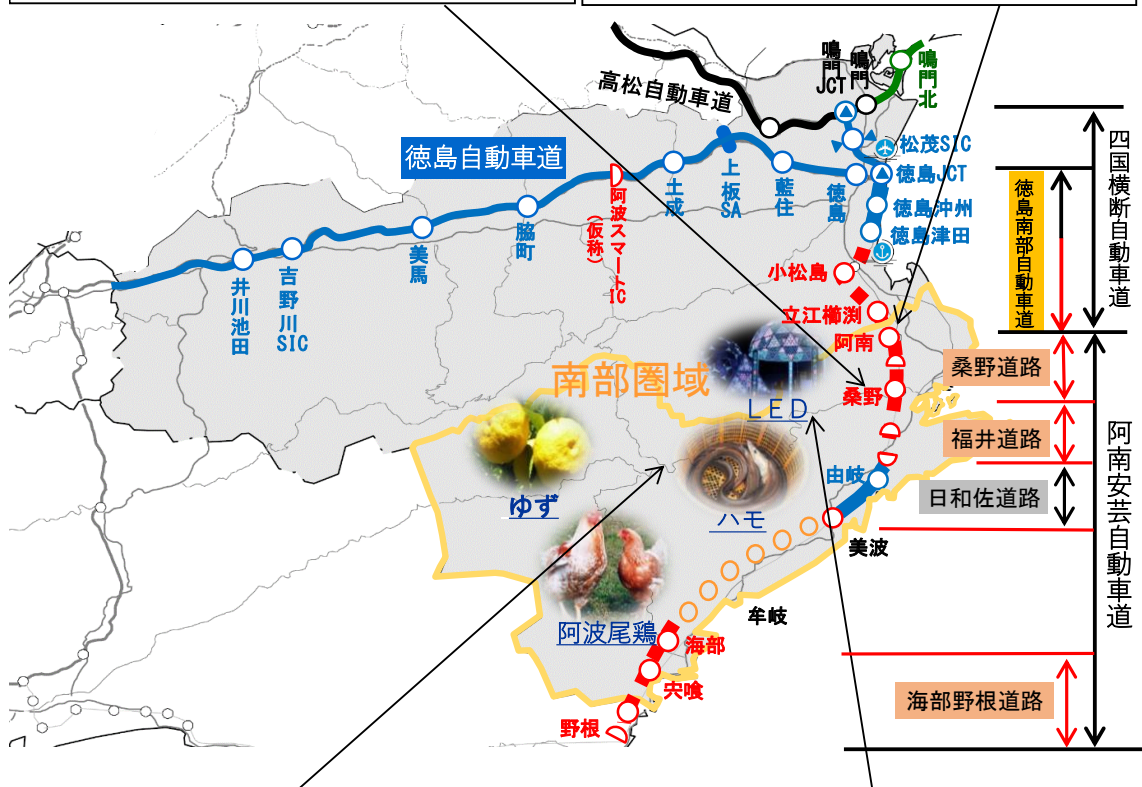 鳴門JCT
鳴門
鳴門北
高松自動車道
松茂SIC
徳島自動車道
徳島JCT
阿波スマートIC
(仮称)
土成
上板SA
藍住
徳島
徳島沖州
徳島津田
脇町
美馬
吉野川SIC
井川池田
小松島
立江櫛渕
阿南
桑野
南部圏域
LED
ゆず
ハモ
阿波尾鶏
由岐
美波
牟岐
海部
宍喰
野根
四国横断自動車道
徳島南部自動車道
桑野道路
福井道路
日和佐道路
阿南安芸自動車道
海部野根道路